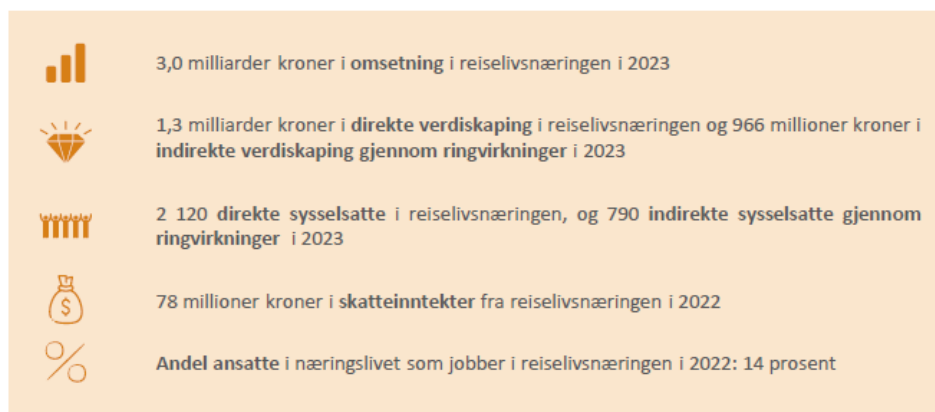 3,0 milliarder kroner i omsetning i reiselivsnæringen i 2023
1,3 milliarder kroner i direkte verdiskaping i reiselivsnæringen og 966 millioner kroner i
indirekte verdiskaping gjennom ringvirkninger i 2023
2 120 direkte sysselsatte i reiselivsnæringen, og 790 indirekte sysselsatte gjennom
ringvirkninger i 2023
$
78 millioner kroner i skatteinntekter fra reiselivsnæringen i 2022
Andel ansatte i næringslivet som jobber i reiselivsnæringen i 2022: 14 prosent